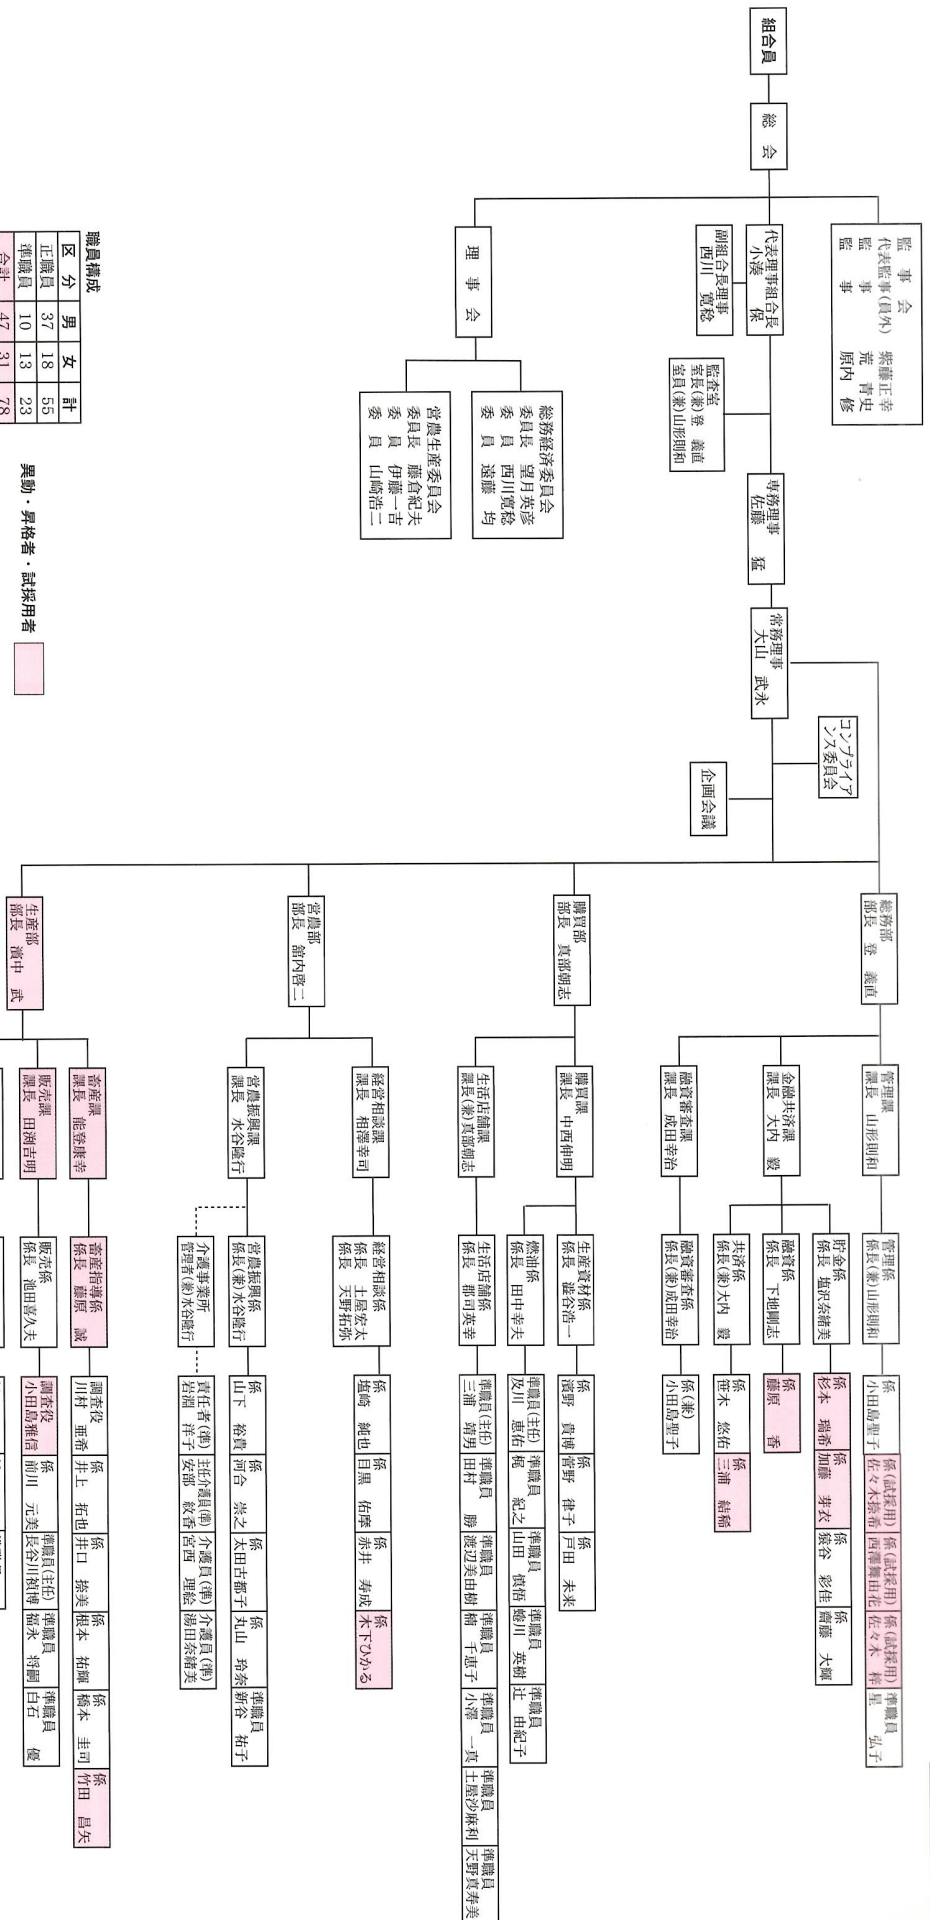 組合員
総　会
監　事　会
代表監事(員外)　紫藤正幸
監　　事　　荒　青史
監　　事　　原内　修
代表理事組合長
小湊　　保
副組合長理事
西川　寛稔
監査室
室長(兼)登　義直
室員(兼)山形則和
理　事　会
総務経済委員会
委員長　望月英彦
委　員　西川寛稔
委　員　遠藤　均
営農生産委員会
委員長　藤倉紀夫
委　員　伊藤一吉
委　員　山崎浩二
専務理事
佐藤　　猛
常務理事
大山　武永
コンプライア
ンス委員会
企画会議
総務部
部長　登　義直
管理課
課長　山形則和
管理係
係長(兼)山形則和
係
小田島聖子
係(試採用)
佐々木捺希
係(試採用)
西澤舞由花
係(試採用)
佐々木　梓
準職員
星　弘子
金融共済課
課長　大内　毅
貯金係
係長　塩沢奈緒美
係
杉本　瑞希
係
加藤　芽衣
係
猿谷　彩佳
係
齋藤　大輝
融資係
係長　下地剛志
係
藤原　香
共済係
係長(兼)大内　毅
係
笹木　悠佑
係
三浦　結稀
融資審査課
課長　成田幸治
融資審査係
係長(兼)成田幸治
係(兼)
小田島聖子
購買部
部長　真部朝志
購買課
課長　中西伸明
生産資材係
係長　澁谷浩一
係
濱野　貴博
係
菅野　律子
係
戸田　未来
燃油係
係長　田中幸夫
準職員(主任)
及川　恵佑
準職員
梶　紀之
準職員
山田　慎悟
準職員
蜷川　英樹
準職員
辻　由紀子
生活店舗課
課長(兼)真部朝志
生活店舗係
係長　郡司英幸
準職員(主任)
三浦　靖男
準職員
田村　勝
準職員
渡辺美由樹
準職員
楠　千恵子
準職員
小澤　一真
準職員
土屋沙麻利
準職員
天野真寿美
営農部
部長　舘内啓二
経営相談課
課長　相澤幸司
経営相談係
係長　土屋宏太
係長　天野拓弥
係
塩崎　純也
係
目黒　佑摩
係
赤井　寿成
係
木下ひかる
営農振興課
課長　水谷隆行
営農振興係
係長(兼)水谷隆行
係
山下　裕貴
係
河合　崇之
係
太田古都子
係
丸山　玲奈
準職員
新谷　祐子
介護事業所
管理者(兼)水谷隆行
責任者(準)
岩淵　洋子
主任介護員(準)
安部　紋香
介護員(準)
宮西　理絵
介護員(準)
湯田奈緒美
生産部
部長　濱中　武
畜産課
課長　能登康幸
畜産指導係
係長　藤原　誠
調査役
川村　亜希
係
井上　拓也
係
井口　捺美
係
根本　祐輝
係
橋本　圭司
係
竹田　昌矢
販売課
課長　田渕吉明
販売係
係長　池田喜久夫
調査役
小田島雅信
係
前川　元美
準職員(主任)
長谷川禎博
準職員
福永　将嗣
準職員
白石　優
職員構成
区　分　男　女　計
正職員　37　18　55
準職員　10　13　23
合計　47　31　78
異動・昇格者・試採用者